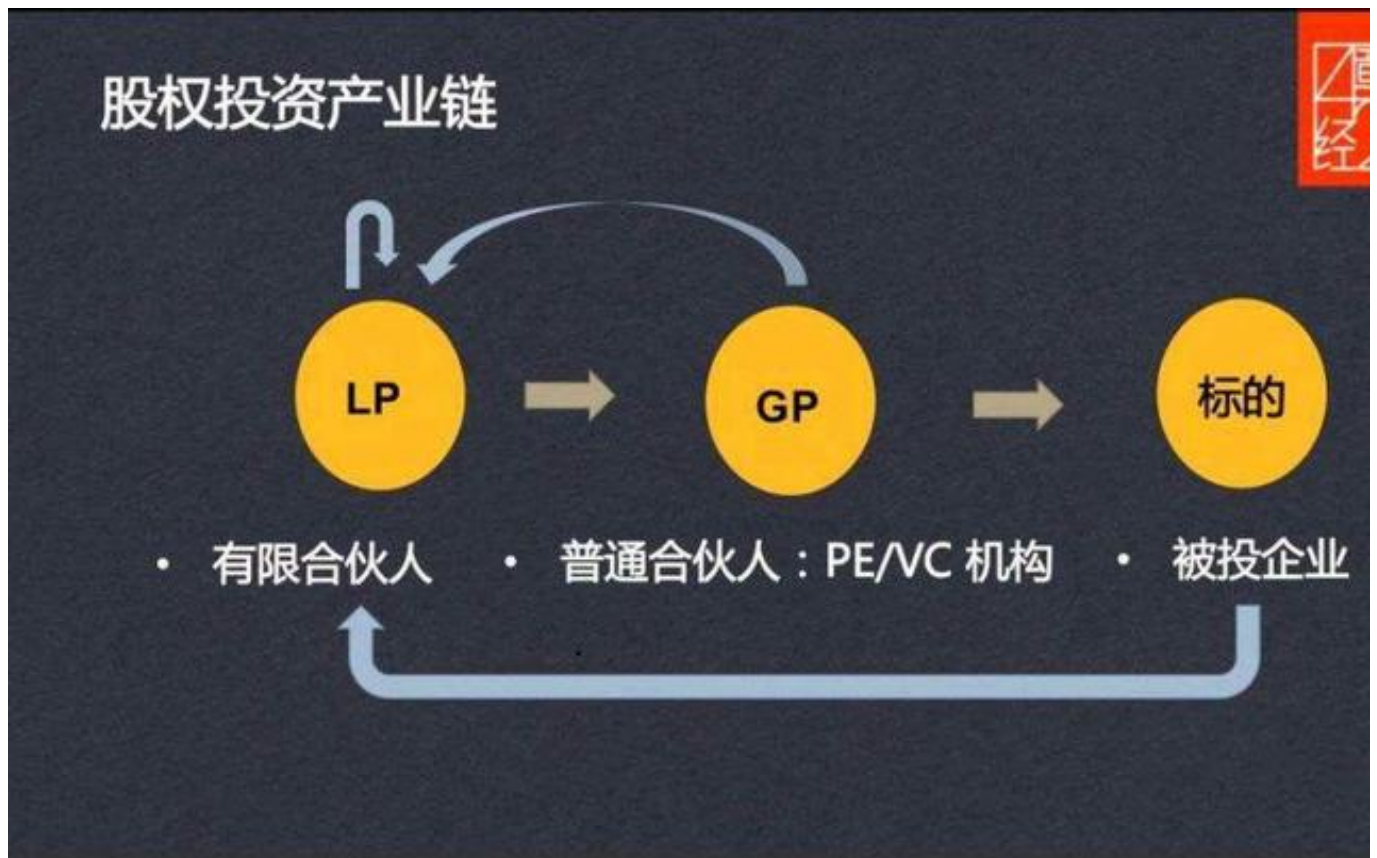 股权投资产业链
经
LP
GP
标的
• 有限合伙人
• 普通合伙人：PE/VC 机构
• 被投企业